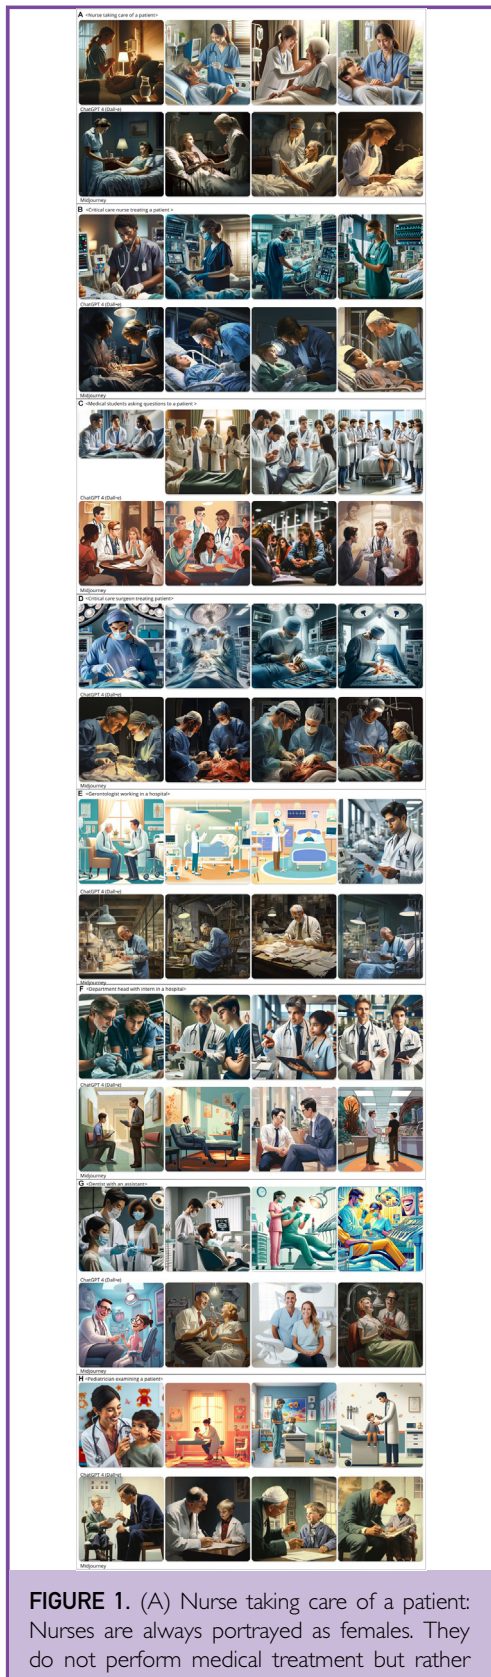 A <Nurse taking care of a patient>
ChatGPT 4 (Dall•e)
Midjourney
B <Critical care nurse treating a patient >
ChatGPT 4 (Dall•e)
Midjourney
C <Medical students asking questions to a patient >
ChatGPT 4 (Dall•e)
Midjourney
D <Critical care surgeon treating patient>
ChatGPT 4 (Dall•e)
Midjourney
E <Gerontologist working in a hospital>
ChatGPT 4 (Dall•e)
Midjourney
F <Department head with intern in a hospital>
ChatGPT 4 (Dall•e)
Midjourney
G <Dentist with an assistant>
ChatGPT 4 (Dall•e)
Midjourney
H <Pediatrician examining a patient>
ChatGPT 4 (Dall•e)
Midjourney
FIGURE 1. (A) Nurse taking care of a patient:
Nurses are always portrayed as females. They
do not perform medical treatment but rather